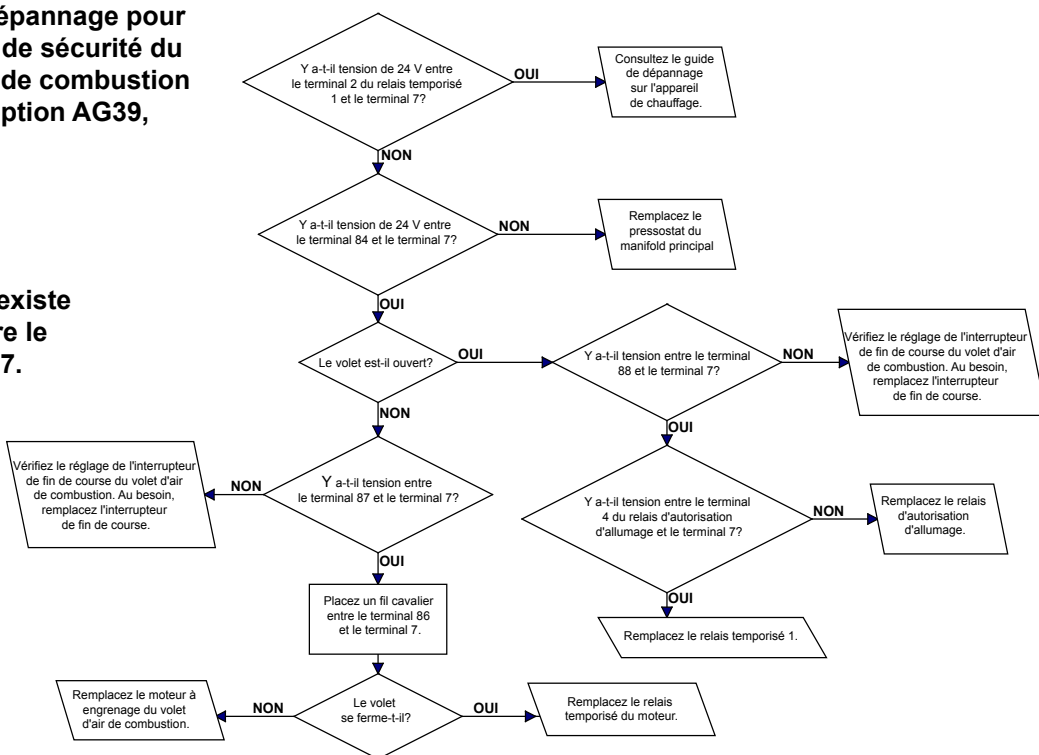 épannage pour
de sécurité du
de combustion
ption AG39,
existe
re le
7.
Y a-t-il tension de 24 V entre
le terminal 2 du relais temporisé
1 et le terminal 7?
OUI
Consultez le guide
de dépannage
sur l'appareil
de chauffage.
NON
Y a-t-il tension de 24 V entre
le terminal 84 et le terminal 7?
NON
Remplacez le
pressostat du
manifold principal
OUI
Le volet est-il ouvert?
OUI
Y a-t-il tension entre le terminal
88 et le terminal 7?
NON
Vérifiez le réglage de l'interrupteur
de fin de course du volet d'air
de combustion. Au besoin,
remplacez l'interrupteur
de fin de course.
NON
OUI
Vérifiez le réglage de l'interrupteur
de fin de course du volet d'air
de combustion. Au besoin,
remplacez l'interrupteur
de fin de course.
NON
Y a-t-il tension entre
le terminal 87 et le terminal 7?
Y a-t-il tension entre le terminal
4 du relais d'autorisation
d'allumage et le terminal 7?
NON
Remplacez le relais
d'autorisation
d'allumage.
OUI
OUI
Placez un fil cavalier
entre le terminal 86
et le terminal 7.
Remplacez le relais temporisé 1.
Remplacez le moteur à
engrenage du volet
d'air de combustion.
NON
Le volet
se ferme-t-il?
OUI
Remplacez le relais
temporisé du moteur.